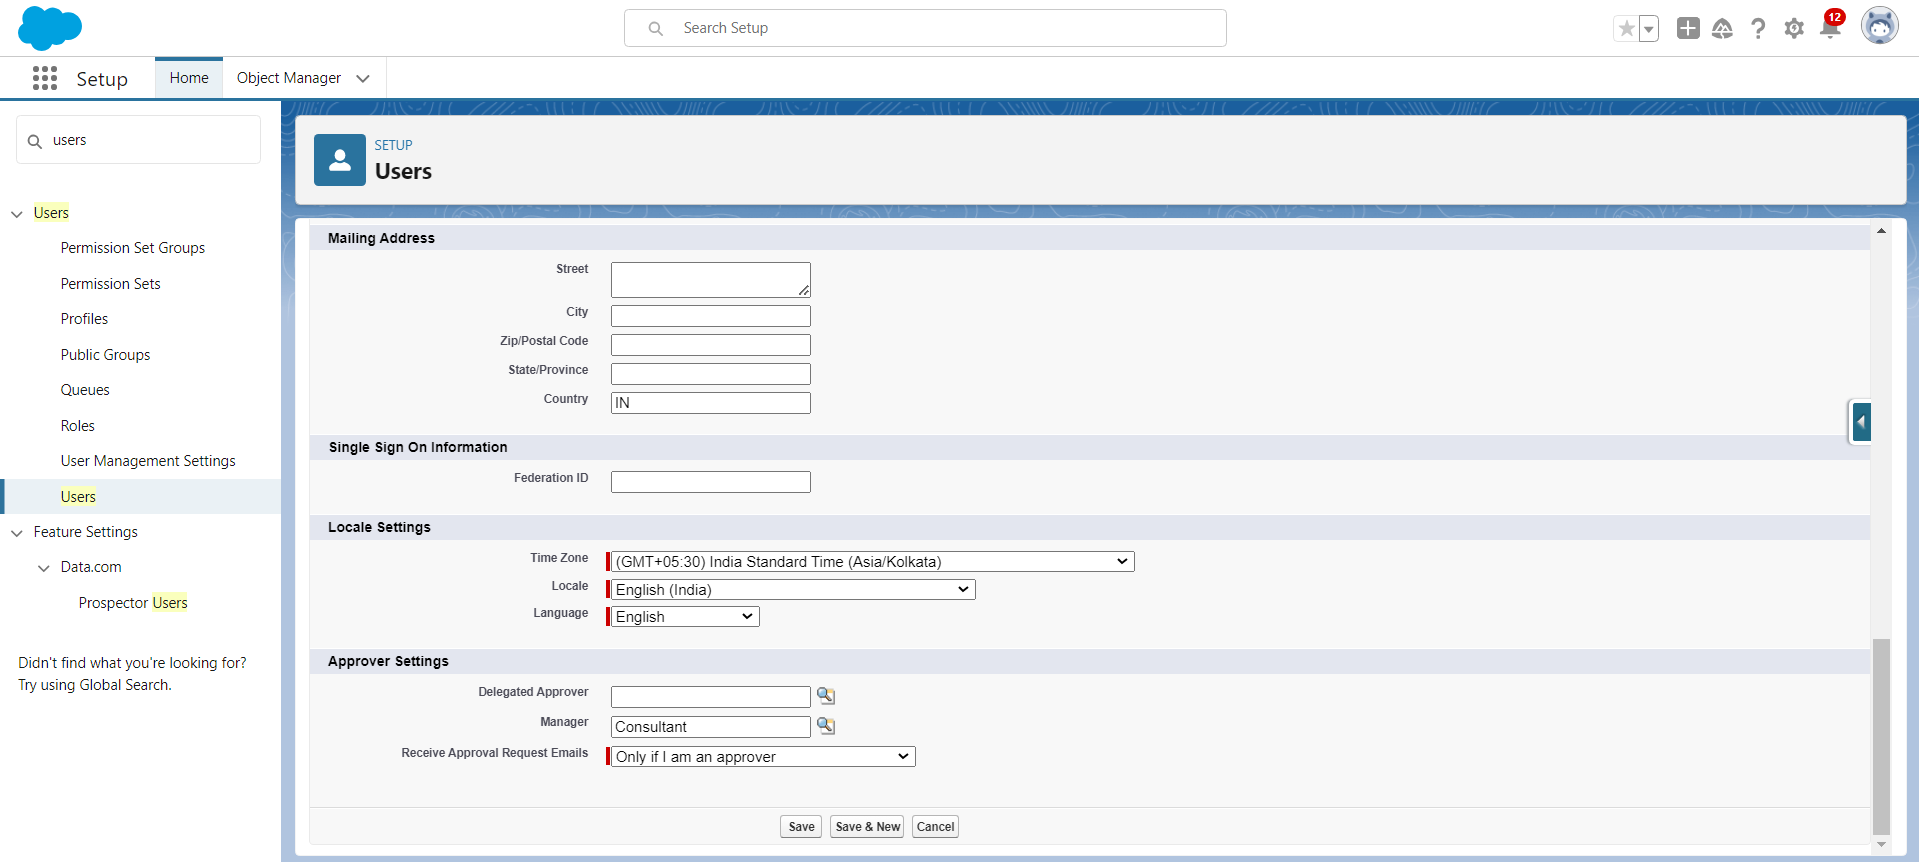 Search Setup
12
Setup
Home
Object Manager
users
Users
Permission Set Groups
Permission Sets
Profiles
Public Groups
Queues
Roles
User Management Settings
Users
Feature Settings
Data.com
Prospector Users
Didn't find what you're looking for?
Try using Global Search.
SETUP
Users
Mailing Address
Street
City
Zip/Postal Code
State/Province
Country IN
Single Sign On Information
Federation ID
Locale Settings
Time Zone (GMT+05:30) India Standard Time (Asia/Kolkata)
Locale English (India)
Language English
Approver Settings
Delegated Approver
Manager Consultant
Receive Approval Request Emails Only if I am an approver
Save Save & New Cancel